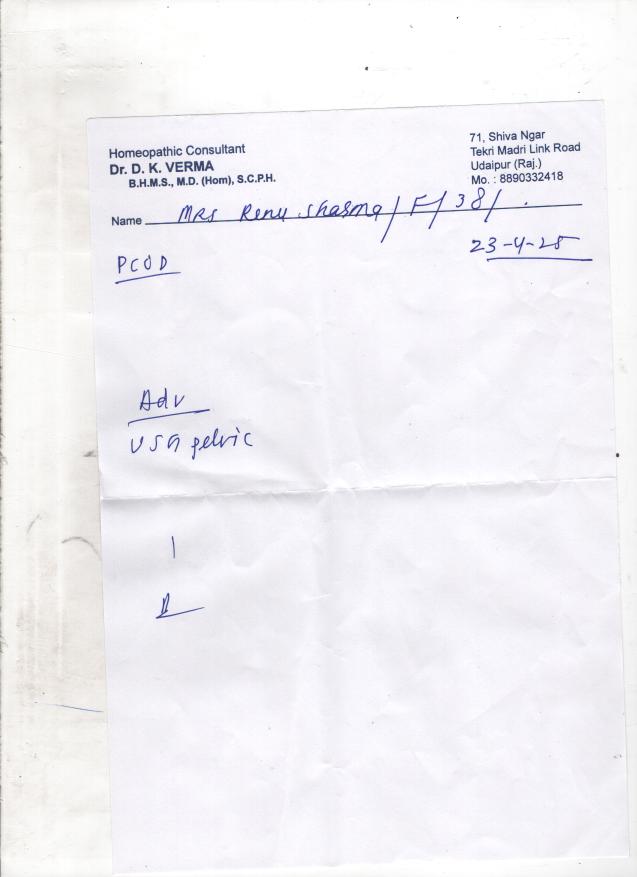 Homeopathic Consultant
Dr. D. K. VERMA
B.H.M.S., M.D. (Hom), S.C.P.H.
71, Shiva Ngar
Tekri Madri Link Road
Udaipur (Raj.)
Mo. : 8890332418
Name MRS Renu Sharma/F/38/.
23-4-25
PCOD
Adv
USG pelvic